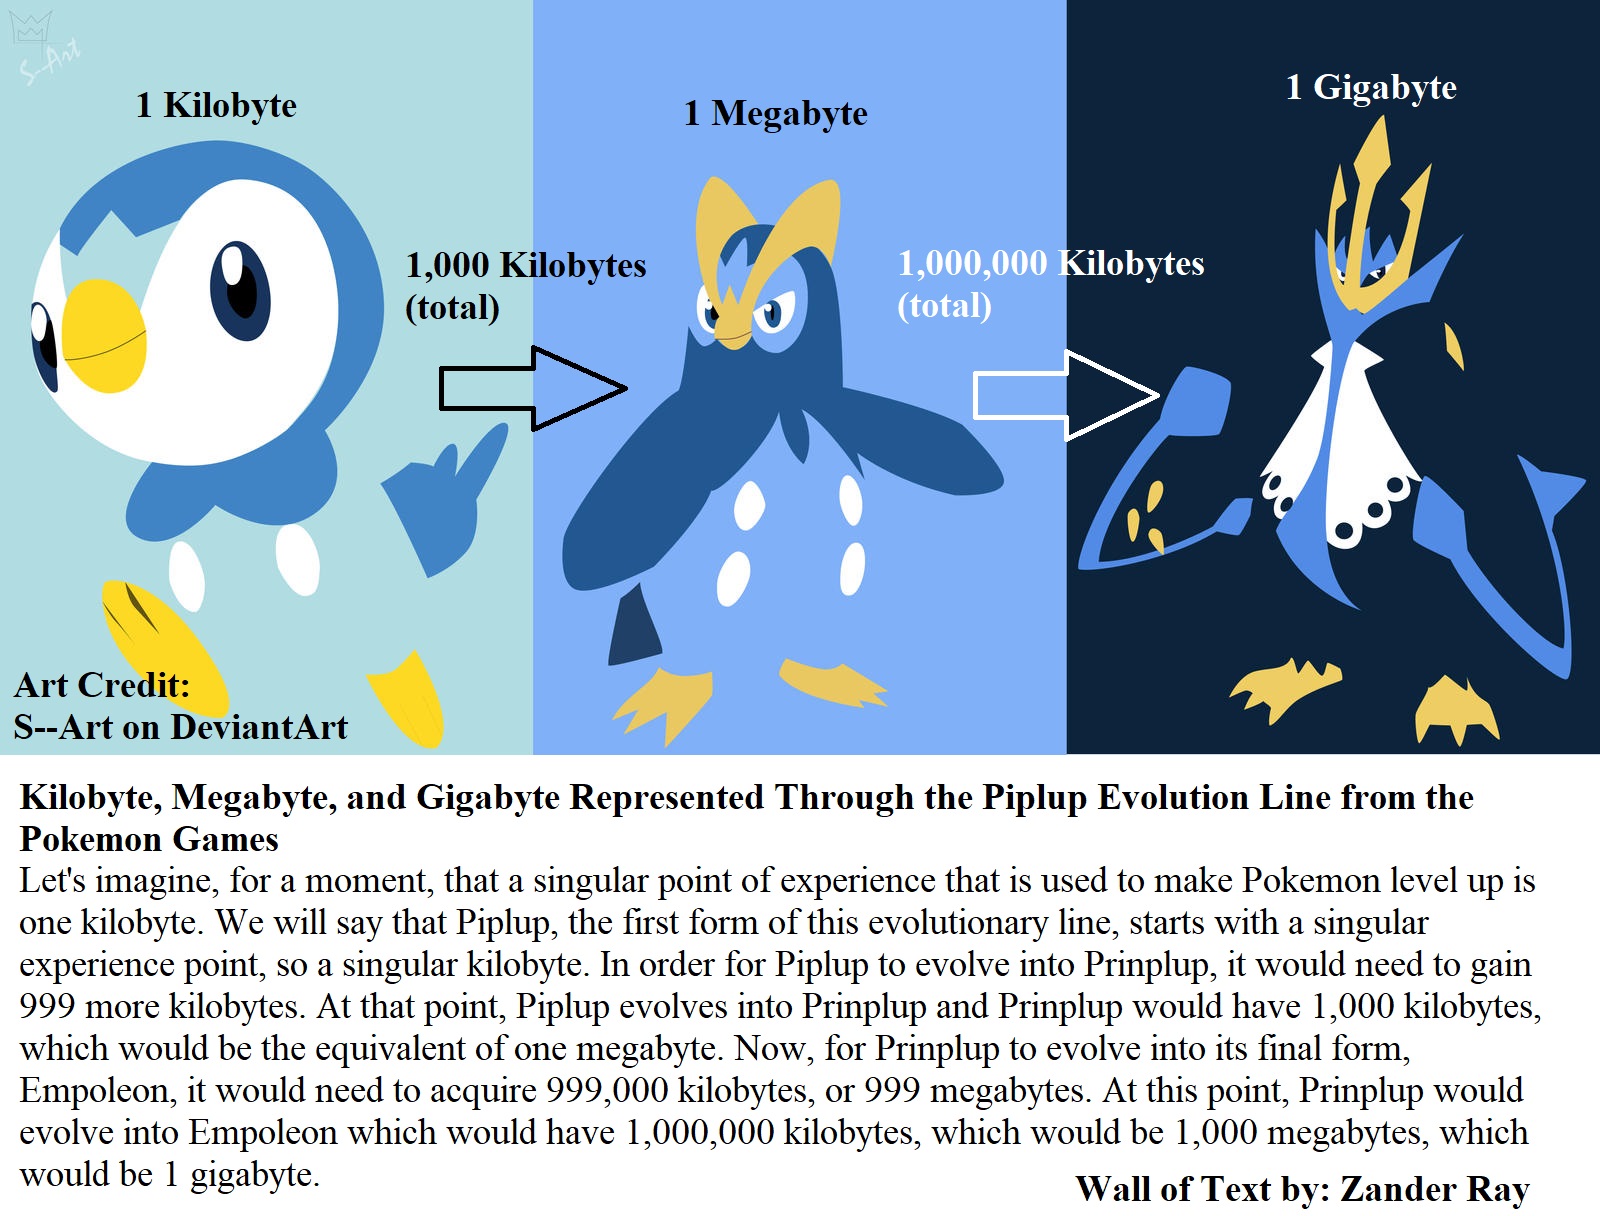 S-Art
1 Kilobyte
1 Megabyte
1 Gigabyte
1,000 Kilobytes
(total)
1,000,000 Kilobytes
(total)
Art Credit:
S--Art on DeviantArt
Kilobyte, Megabyte, and Gigabyte Represented Through the Piplup Evolution Line from the
Pokemon Games
Let's imagine, for a moment, that a singular point of experience that is used to make Pokemon level up is
one kilobyte. We will say that Piplup, the first form of this evolutionary line, starts with a singular
experience point, so a singular kilobyte. In order for Piplup to evolve into Prinplup, it would need to gain
999 more kilobytes. At that point, Piplup evolves into Prinplup and Prinplup would have 1,000 kilobytes,
which would be the equivalent of one megabyte. Now, for Prinplup to evolve into its final form,
Empoleon, it would need to acquire 999,000 kilobytes, or 999 megabytes. At this point, Prinplup would
evolve into Empoleon which would have 1,000,000 kilobytes, which would be 1,000 megabytes, which
would be 1 gigabyte.
Wall of Text by: Zander Ray